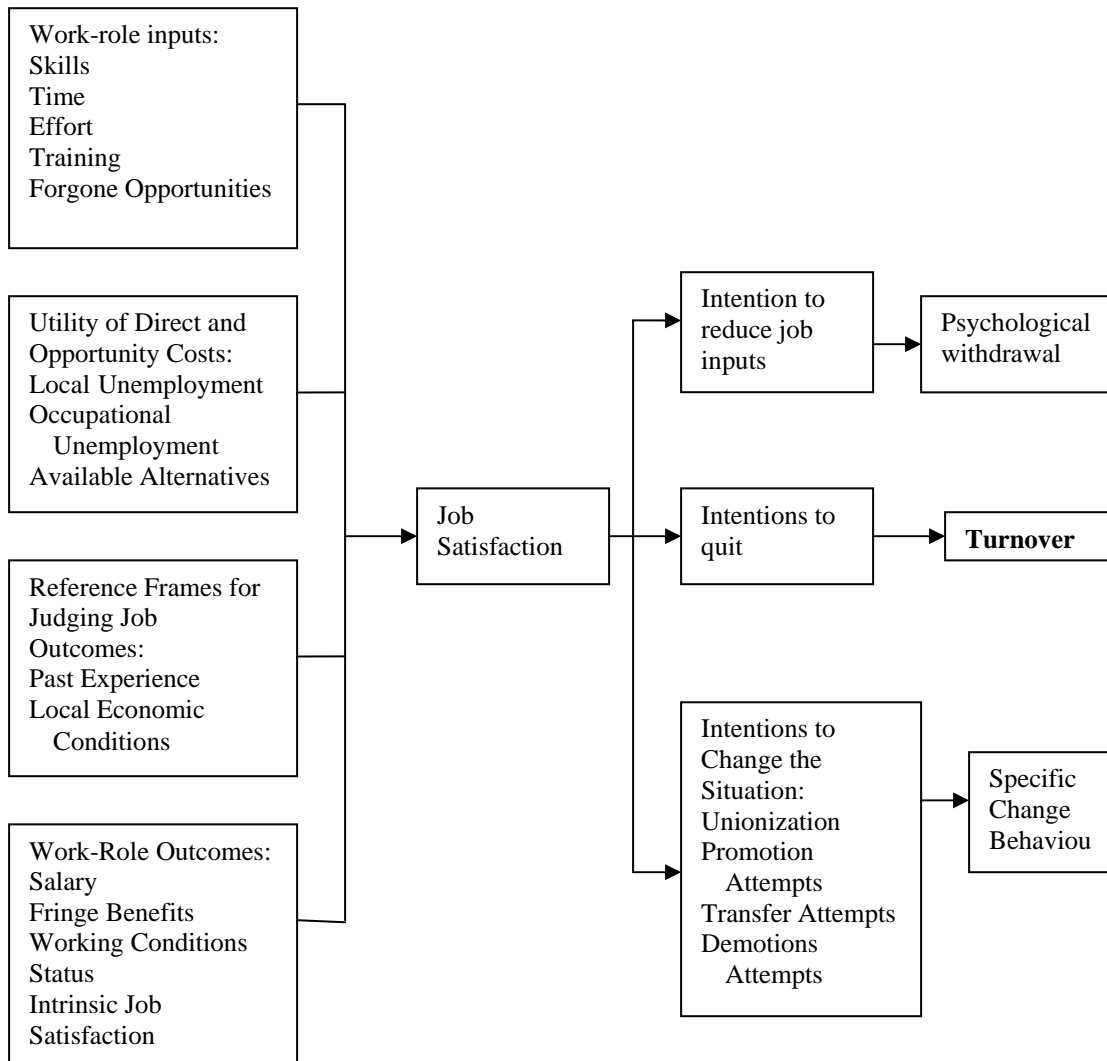 Work-role inputs:
Skills
Time
Effort
Training
Forgone Opportunities
Utility of Direct and
Opportunity Costs:
Local Unemployment
Occupational
Unemployment
Available Alternatives
Reference Frames for
Judging Job
Outcomes:
Past Experience
Local Economic
Conditions
Work-Role Outcomes:
Salary
Fringe Benefits
Working Conditions
Status
Intrinsic Job
Satisfaction
Job
Satisfaction
Intention to
reduce job
inputs
Psychological
withdrawal
Intentions to
quit
Turnover
Intentions to
Change the
Situation:
Unionization
Promotion
Attempts
Transfer Attempts
Demotions
Attempts
Specific
Change
Behaviou